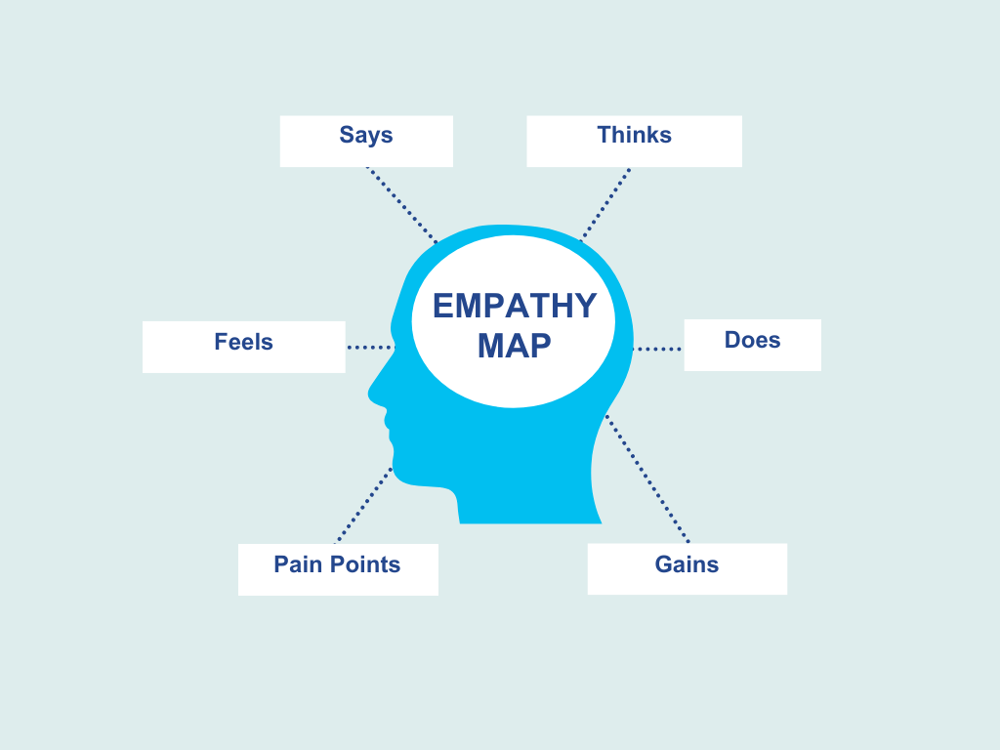 Says
Thinks
EMPATHY
MAP
Feels
Does
Pain Points
Gains